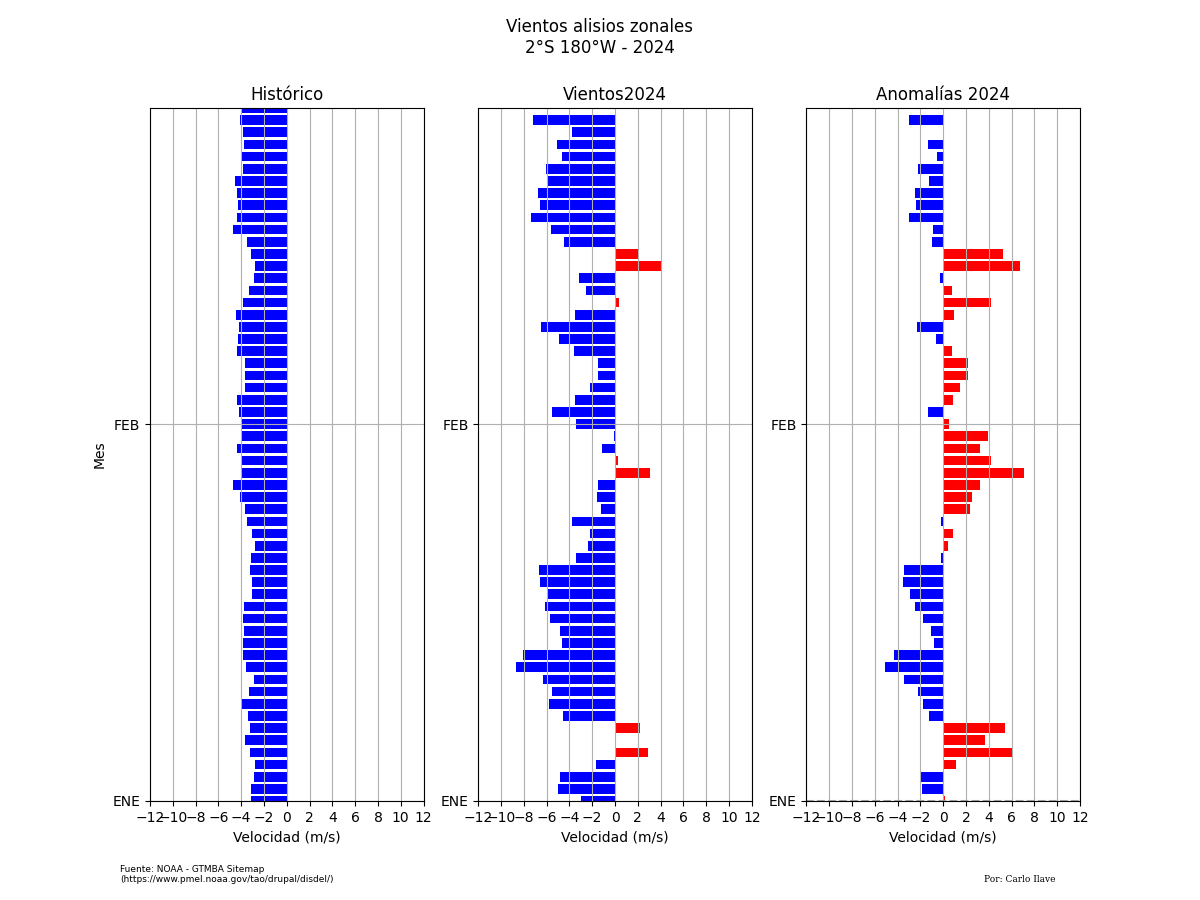 Vientos alisios zonales
2°S 180°W - 2024
Histórico
Vientos2024
Anomalías 2024
FEB
FEB
FEB
Mes
ENE
ENE
ENE
−12 −10 −8 −6 −4 −2 0 2 4 6 8 10 12
−12 −10 −8 −6 −4 −2 0 2 4 6 8 10 12
−12 −10 −8 −6 −4 −2 0 2 4 6 8 10 12
Velocidad (m/s)
Velocidad (m/s)
Velocidad (m/s)
Fuente: NOAA - GTMBA Sitemap
(https://www.pmel.noaa.gov/tao/drupal/disdel/)
Por: Carlo Ilave